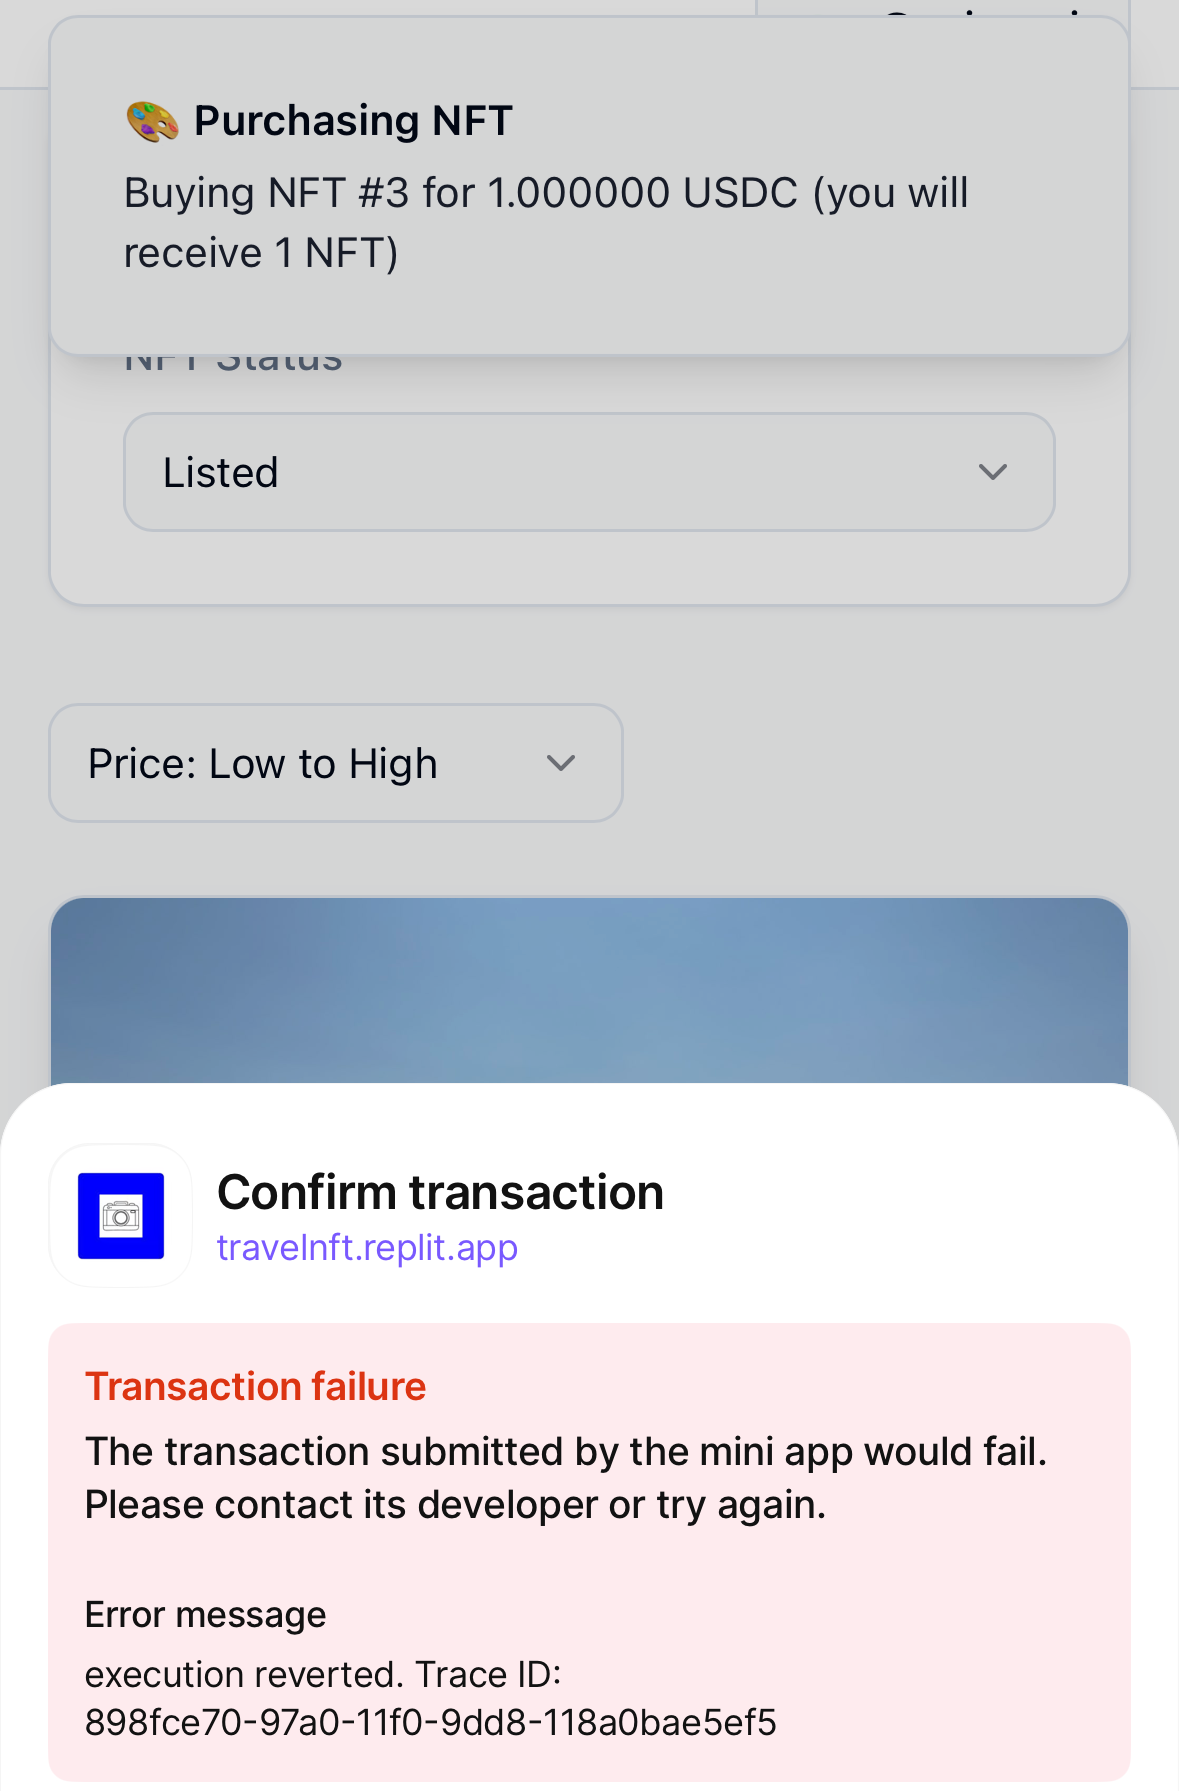 🎨 Purchasing NFT
Buying NFT #3 for 1.000000 USDC (you will
receive 1 NFT)
NFT Status
Listed
Price: Low to High
Confirm transaction
travelnft.replit.app
Transaction failure
The transaction submitted by the mini app would fail.
Please contact its developer or try again.
Error message
execution reverted. Trace ID:
898fce70-97a0-11f0-9dd8-118a0bae5ef5